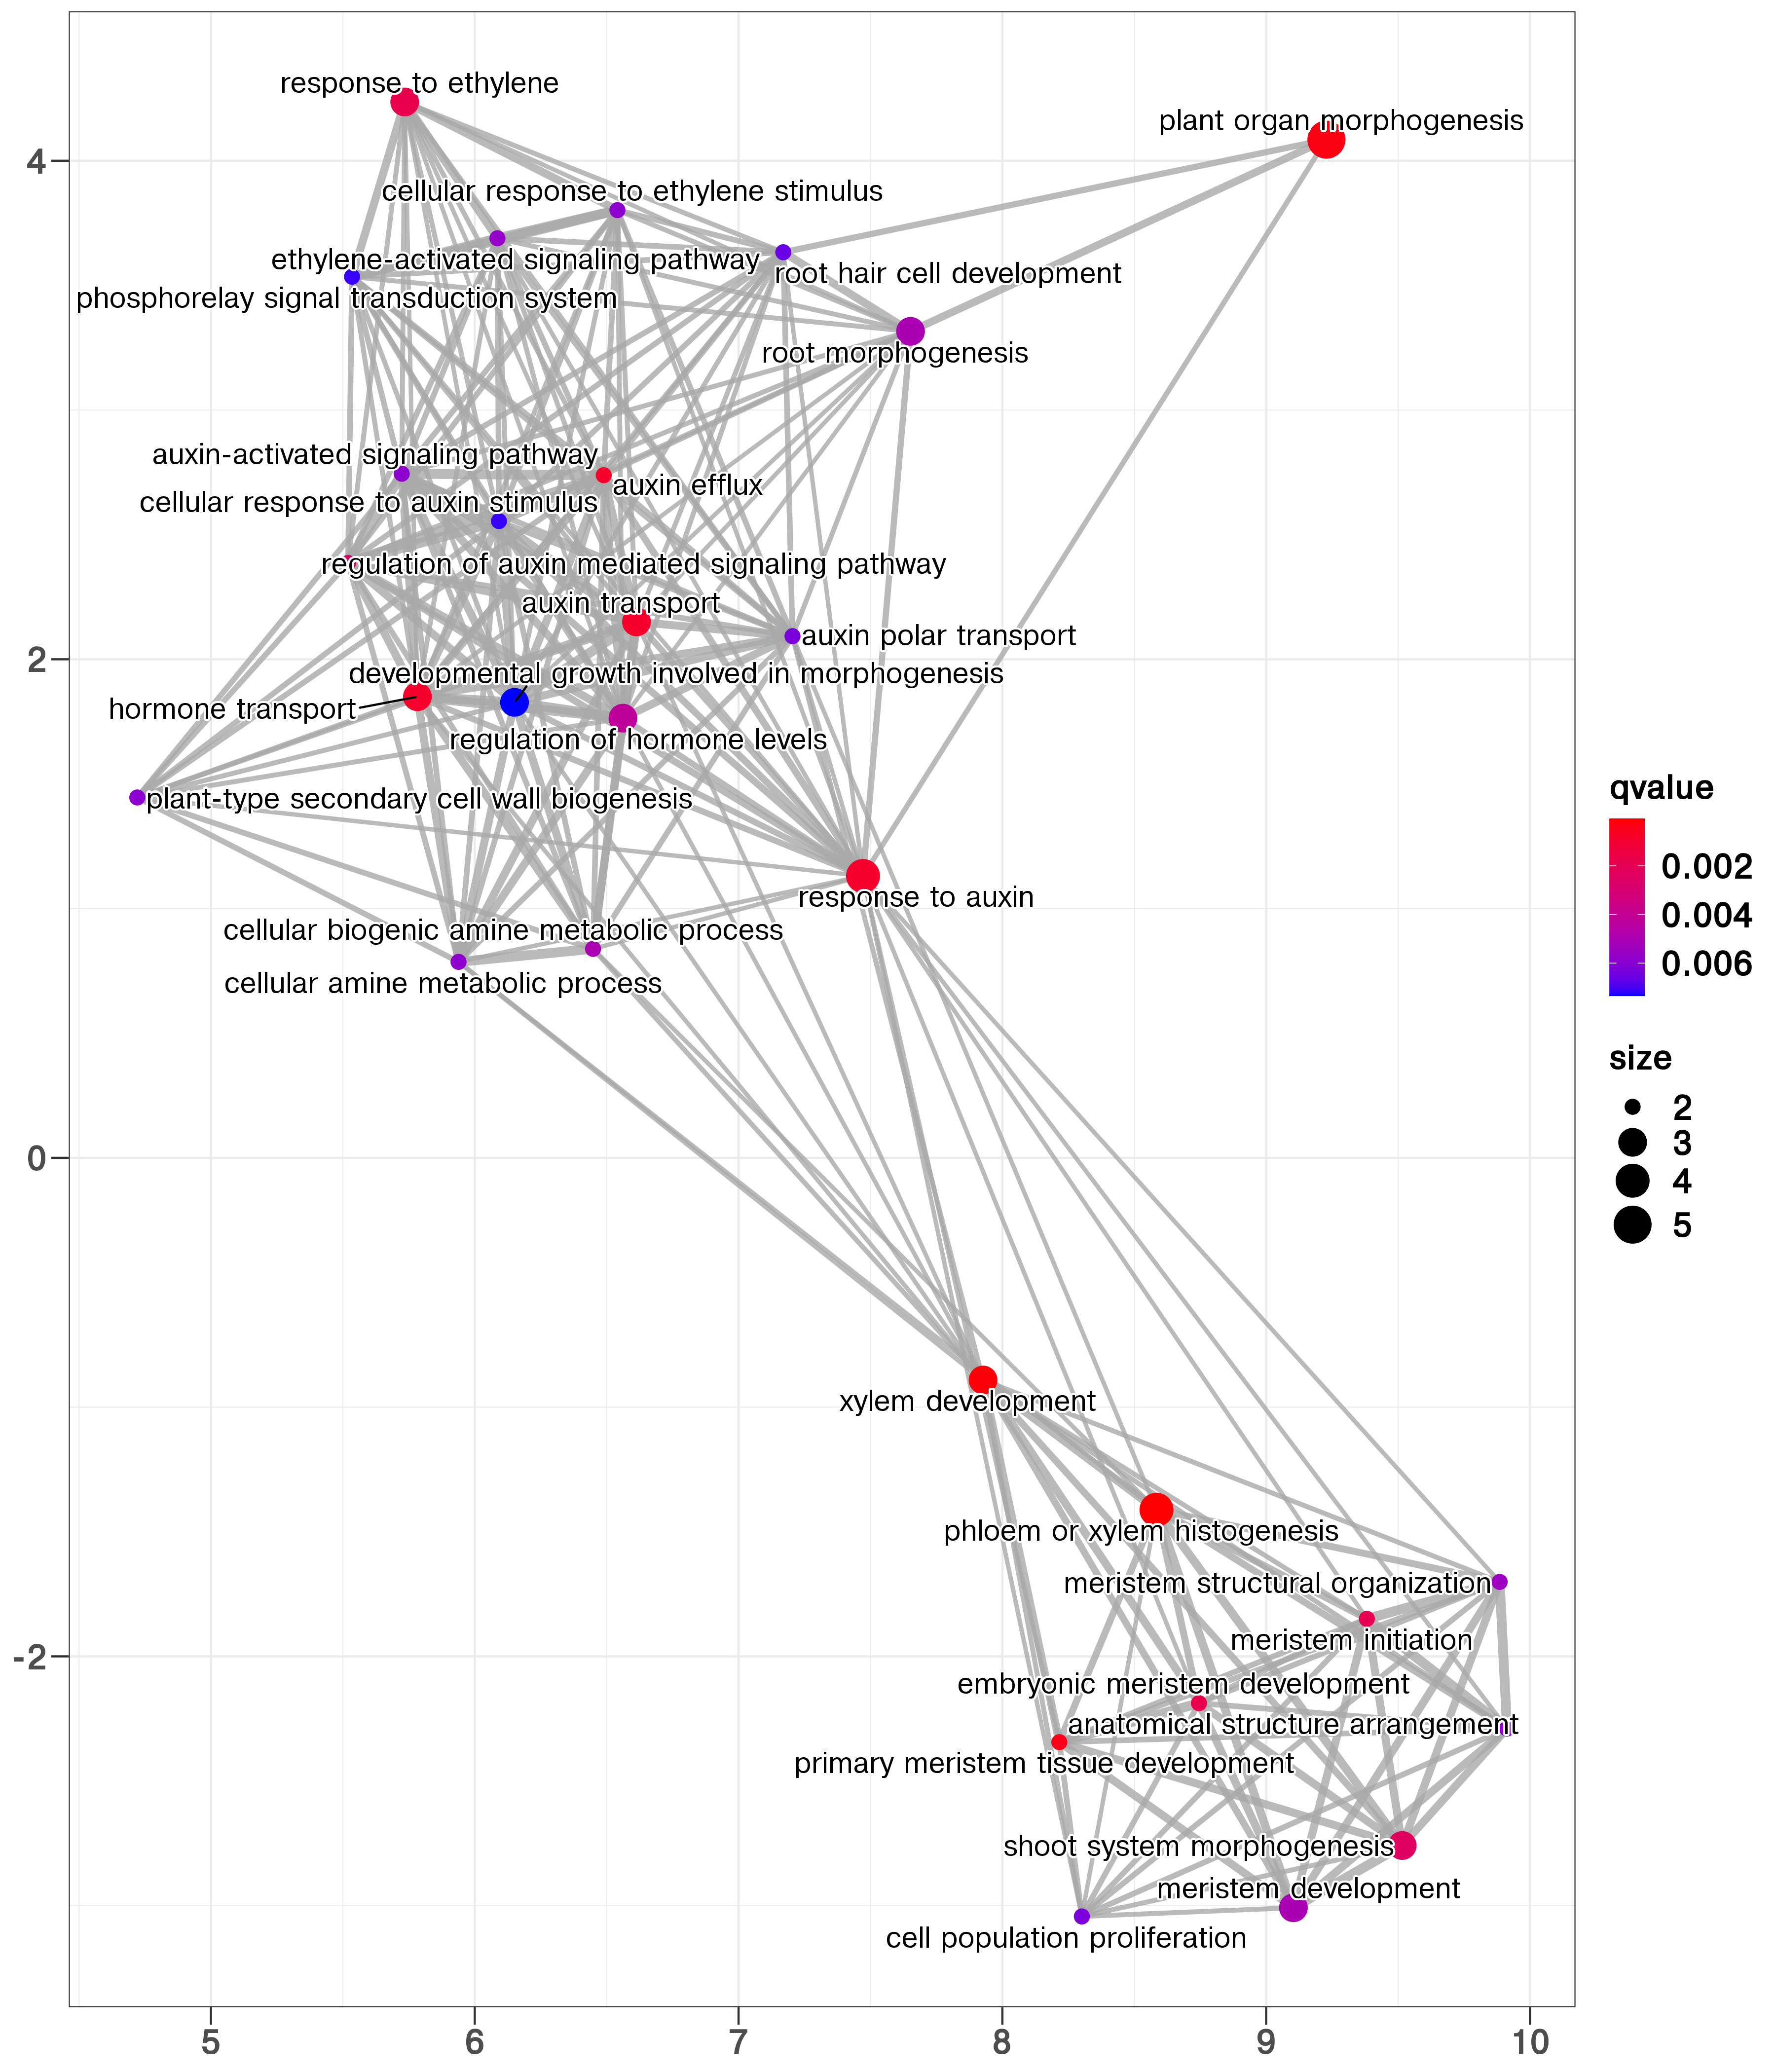 response to ethylene
plant organ morphogenesis
4
cellular response to ethylene stimulus
ethylene-activated signaling pathway
root hair cell development
phosphorelay signal transduction system
root morphogenesis
auxin-activated signaling pathway
auxin efflux
cellular response to auxin stimulus
regulation of auxin mediated signaling pathway
auxin transport
auxin polar transport
2
developmental growth involved in morphogenesis
hormone transport
regulation of hormone levels
plant-type secondary cell wall biogenesis
response to auxin
cellular biogenic amine metabolic process
cellular amine metabolic process
0
xylem development
phloem or xylem histogenesis
meristem structural organization
meristem initiation
-2
embryonic meristem development
anatomical structure arrangement
primary meristem tissue development
shoot system morphogenesis
meristem development
cell population proliferation
5 6 7 8 9 10
qvalue
0.002
0.004
0.006
size
2
3
4
5